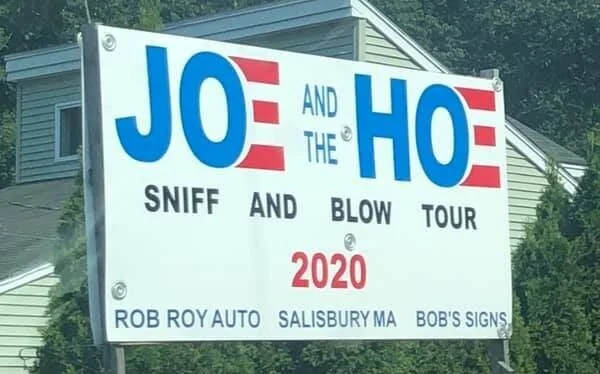 JOE AND THE HOE
SNIFF AND BLOW TOUR
2020
ROB ROY AUTO SALISBURY MA BOB'S SIGNS